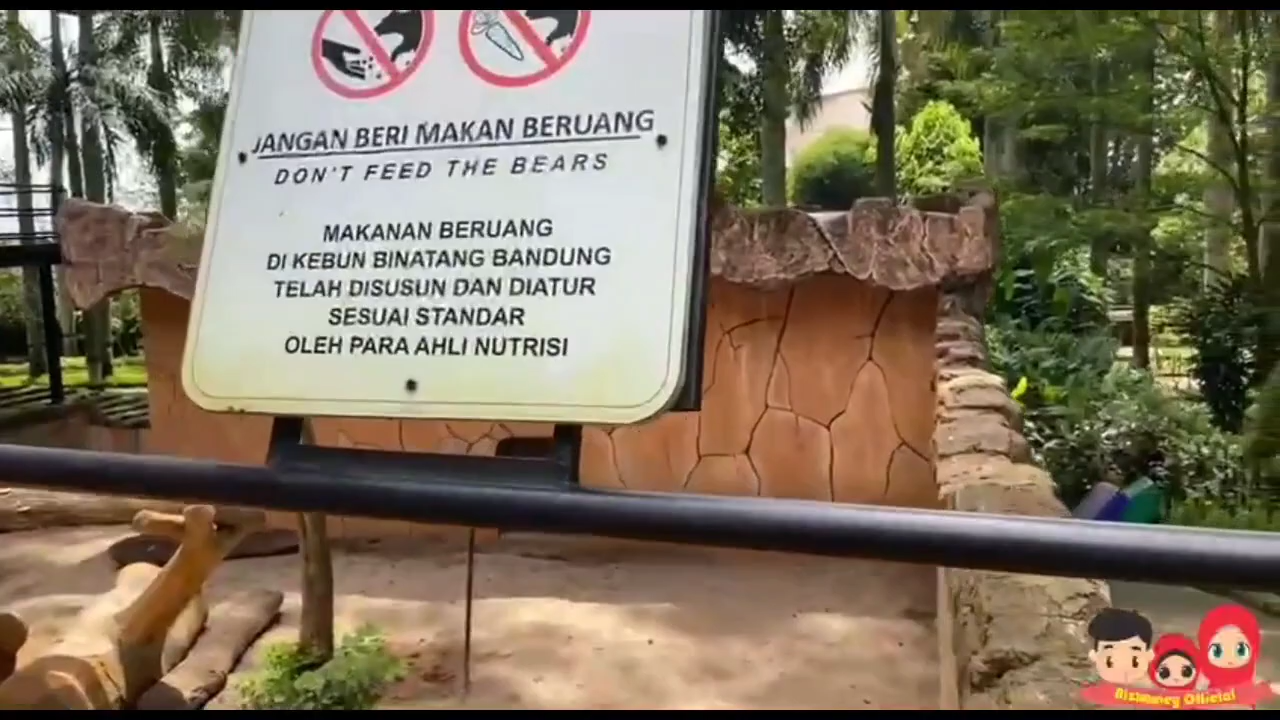 JANGAN BERI MAKAN BERUANG
DON'T FEED THE BEARS
MAKANAN BERUANG
DI KEBUN BINATANG BANDUNG
TELAH DISUSUN DAN DIATUR
SESUAI STANDAR
OLEH PARA AHLI NUTRISI
Official